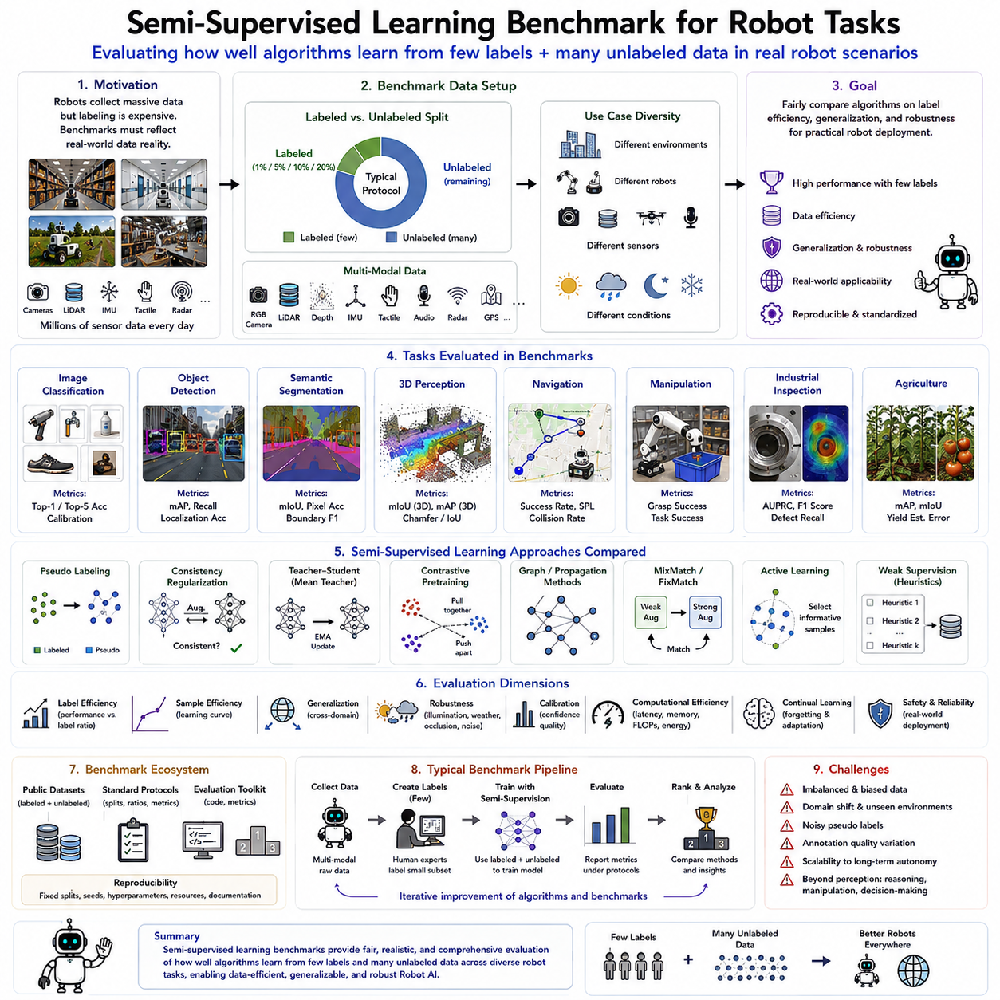 Semi-Supervised Learning Benchmark for Robot Tasks
Evaluating how well algorithms learn from few labels + many unlabeled data in real robot scenarios
1. Motivation
Robots collect massive data
but labeling is expensive.
Benchmarks must reflect
real-world data reality.
Cameras
LiDAR
IMU
Tactile
Radar
...
Millions of sensor data every day
2. Benchmark Data Setup
Labeled vs. Unlabeled Split
Labeled
(1% / 5% / 10% / 20%)
Typical
Protocol
Unlabeled
(remaining)
Labeled (few)
Unlabeled (many)
Multi-Modal Data
RGB
Camera
LiDAR
Depth
IMU
Tactile
Audio
Radar
GPS ...
...
Use Case Diversity
Different environments
Different robots
Different sensors
Different conditions
3. Goal
Fairly compare algorithms on label
efficiency, generalization, and robustness
for practical robot deployment.
High performance with few labels
Data efficiency
Generalization & robustness
Real-world applicability
Reproducible & standardized
4. Tasks Evaluated in Benchmarks
Image
Classification
Metrics:
Top-1 / Top-5 Acc
Calibration
Object
Detection
Metrics:
mAP, Recall
Localization Acc
Semantic
Segmentation
Metrics:
mIoU, Pixel Acc
Boundary F1
3D Perception
Metrics:
mIoU (3D), mAP (3D)
Chamfer / IoU
Navigation
Metrics:
Success Rate, SPL
Collision Rate
Manipulation
Metrics:
Grasp Success
Task Success
Industrial
Inspection
Metrics:
AUPRC, F1 Score
Defect Recall
Agriculture
Metrics:
mAP, mIoU
Yield Est. Error
5. Semi-Supervised Learning Approaches Compared
Pseudo Labeling
Labeled
Pseudo
Consistency
Regularization
Aug.
Consistent?
Teacher–Student
(Mean Teacher)
EMA
Update
Contrastive
Pretraining
Pull
together
Push
apart
Graph / Propagation
Methods
MixMatch /
FixMatch
Weak
Aug
Strong
Aug
Match
Active Learning
Select
informative
samples
Weak Supervision
(Heuristics)
Heuristic 1
Heuristic 2
...
Heuristic k
6. Evaluation Dimensions
Label Efficiency
(performance vs.
label ratio)
Sample Efficiency
(learning curve)
Generalization
(cross-domain)
Robustness
(illumination, weather,
occlusion, noise)
Calibration
(confidence
quality)
Computational Efficiency
(latency, memory,
FLOPs, energy)
Continual Learning
(forgetting &
adaptation)
Safety & Reliability
(real-world
deployment)
7. Benchmark Ecosystem
Public Datasets
(labeled + unlabeled)
Standard Protocols
(splits, ratios, metrics)
Evaluation Toolkit
(code, metrics)
2 1 3
Reproducibility
Fixed splits, seeds, hyperparameters, resources, documentation
8. Typical Benchmark Pipeline
Collect Data
Multi-modal
raw data
Create Labels
(Few)
Human experts
label small subset
Train with
Semi-Supervision
Use labeled + unlabeled
to train model
Evaluate
Report metrics
under protocols
Rank & Analyze
2 1 3
Compare methods
and insights
Iterative improvement of algorithms and benchmarks
9. Challenges
Imbalanced & biased data
Domain shift & unseen environments
Noisy pseudo labels
Annotation quality variation
Scalability to long-term autonomy
Beyond perception: reasoning,
manipulation, decision-making
Summary
Semi-supervised learning benchmarks provide fair, realistic, and comprehensive evaluation
of how well algorithms learn from few labels and many unlabeled data across diverse robot
tasks, enabling data-efficient, generalizable, and robust Robot AI.
Few Labels
+
Many Unlabeled
Data
Better Robots
Everywhere